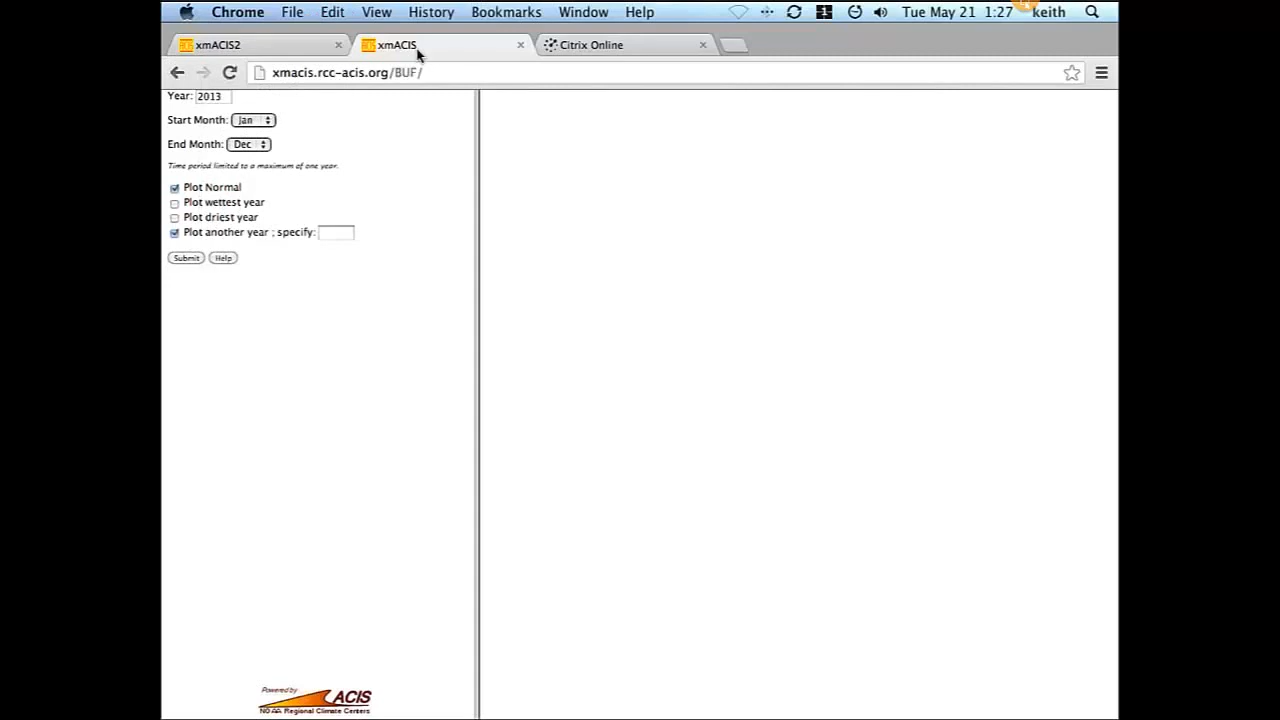 Chrome File Edit View History Bookmarks Window Help Tue May 21 1:27 keith
xmACIS2 xmACIS Citrix Online
xmacis.rcc-acis.org/BUF/
Year: 2013
Start Month: Jan
End Month: Dec
Time period limited to a maximum of one year.
Plot Normal
Plot wettest year
Plot driest year
Plot another year ; specify:
Submit Help
Powered by
ACIS
NOAA Regional Climate Centers